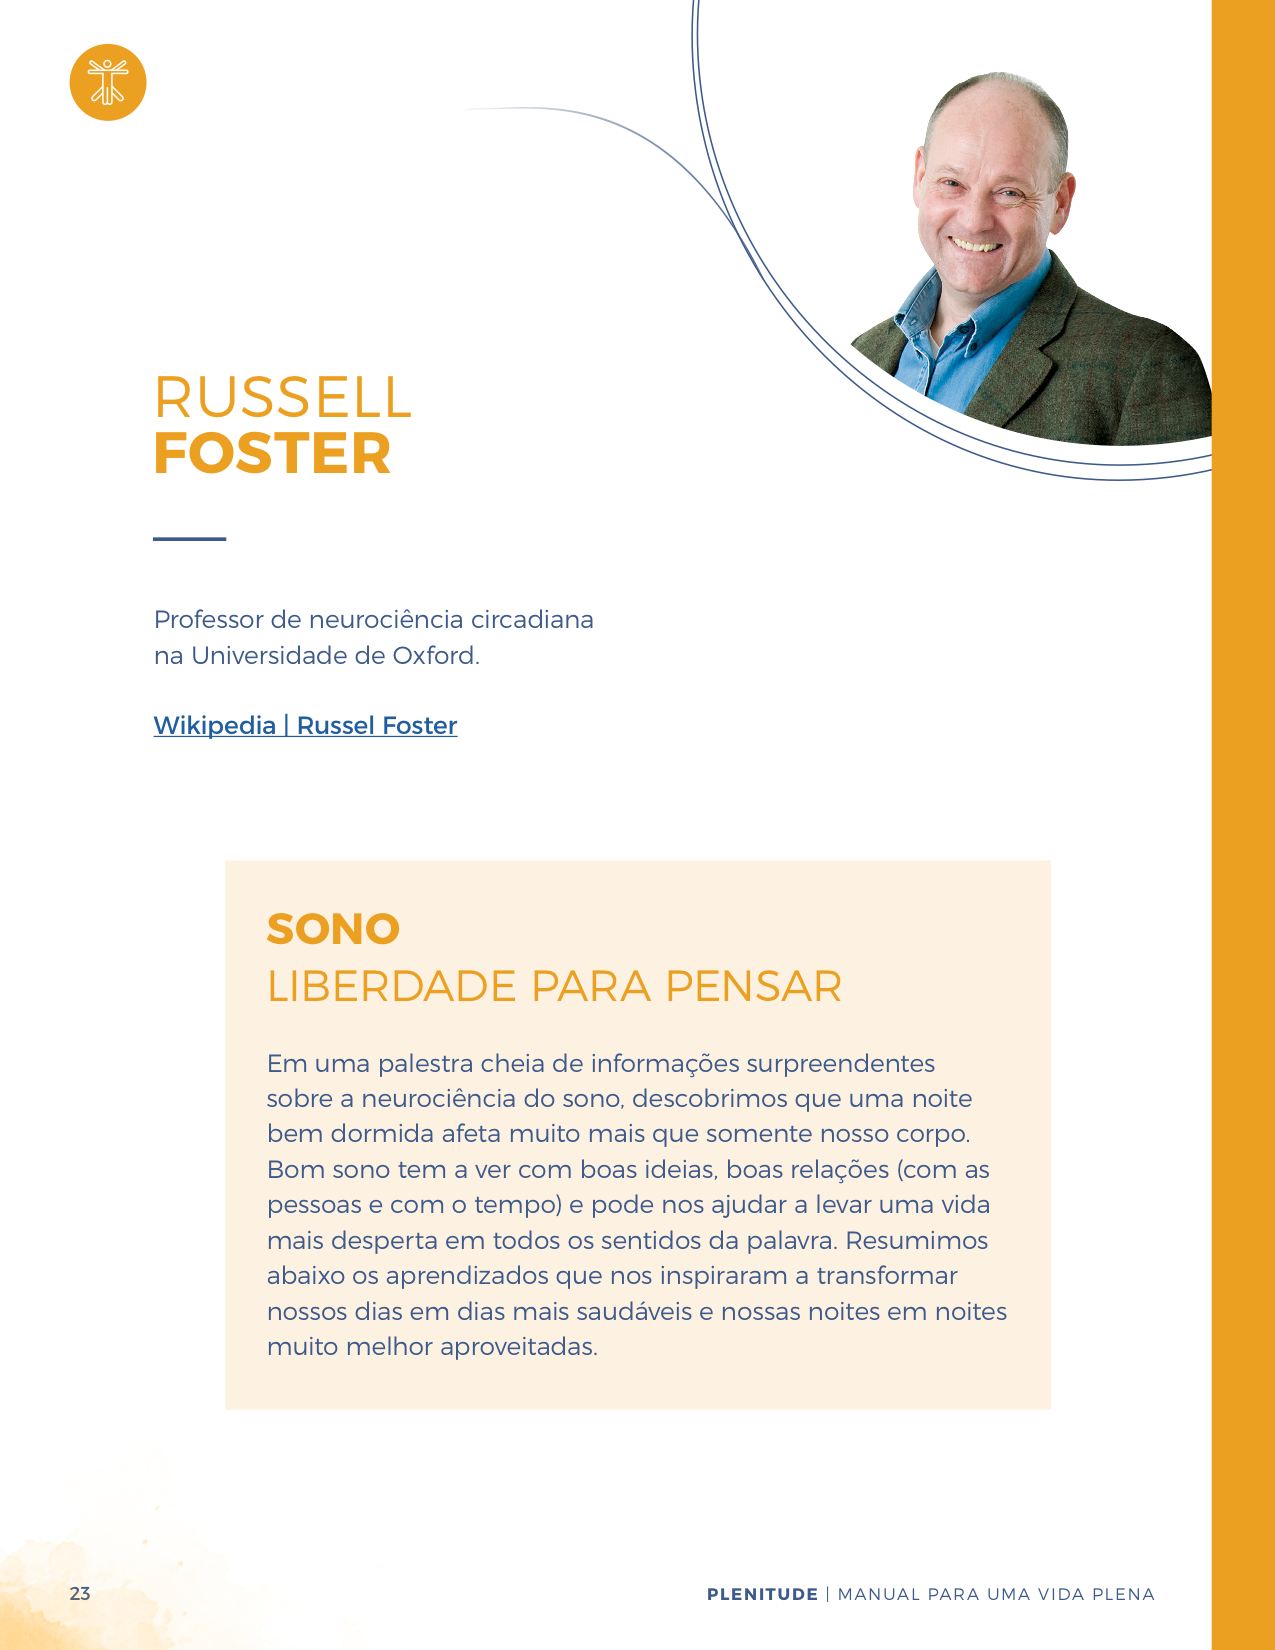 RUSSELL
FOSTER
Professor de neurociência circadiana
na Universidade de Oxford.
Wikipedia | Russel Foster
SONO
LIBERDADE PARA PENSAR
Em uma palestra cheia de informações surpreendentes
sobre a neurociência do sono, descobrimos que uma noite
bem dormida afeta muito mais que somente nosso corpo.
Bom sono tem a ver com boas ideias, boas relações (com as
pessoas e com o tempo) e pode nos ajudar a levar uma vida
mais desperta em todos os sentidos da palavra. Resumimos
abaixo os aprendizados que nos inspiraram a transformar
nossos dias em dias mais saudáveis e nossas noites em noites
muito melhor aproveitadas.
23
PLENITUDE | MANUAL PARA UMA VIDA PLENA